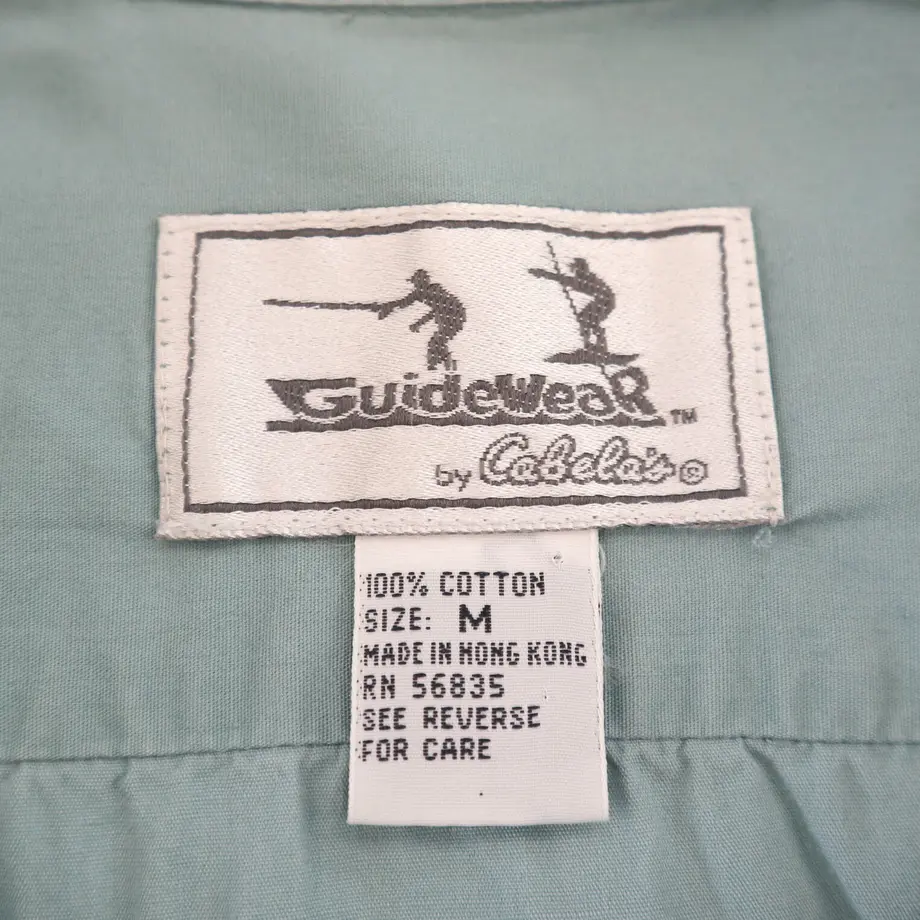 GuideWear™
by Cabela's®
100% COTTON
SIZE: M
MADE IN HONG KONG
RN 56835
SEE REVERSE
FOR CARE